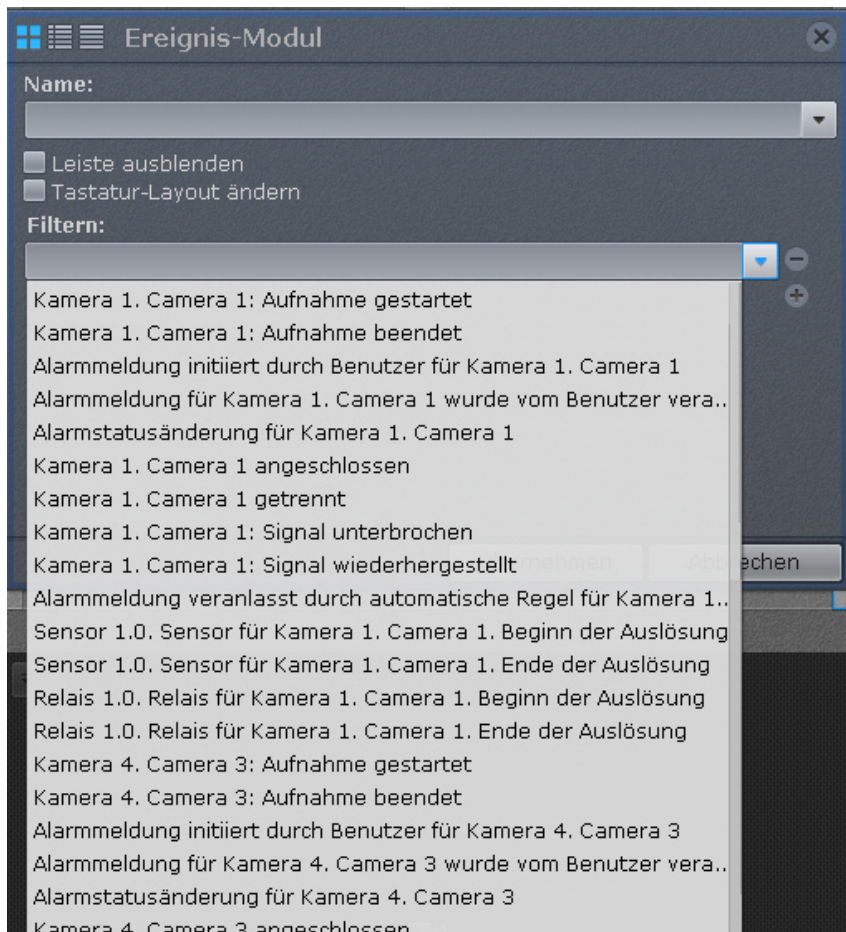 Ereignis-Modul
Name:
Leiste ausblenden
Tastatur-Layout ändern
Filtern:
Kamera 1. Camera 1: Aufnahme gestartet
Kamera 1. Camera 1: Aufnahme beendet
Alarmmeldung initiiert durch Benutzer für Kamera 1. Camera 1
Alarmmeldung für Kamera 1. Camera 1 wurde vom Benutzer vera..
Alarmstatusänderung für Kamera 1. Camera 1
Kamera 1. Camera 1 angeschlossen
Kamera 1. Camera 1 getrennt
Kamera 1. Camera 1: Signal unterbrochen
Kamera 1. Camera 1: Signal wiederhergestellt
Abbrechen
Alarmmeldung veranlasst durch automatische Regel für Kamera 1..
Sensor 1.0. Sensor für Kamera 1. Camera 1. Beginn der Auslösung
Sensor 1.0. Sensor für Kamera 1. Camera 1. Ende der Auslösung
Relais 1.0. Relais für Kamera 1. Camera 1. Beginn der Auslösung
Relais 1.0. Relais für Kamera 1. Camera 1. Ende der Auslösung
Kamera 4. Camera 3: Aufnahme gestartet
Kamera 4. Camera 3: Aufnahme beendet
Alarmmeldung initiiert durch Benutzer für Kamera 4. Camera 3
Alarmmeldung für Kamera 4. Camera 3 wurde vom Benutzer vera..
Alarmstatusänderung für Kamera 4. Camera 3
Kamera 4. Camera 3 angeschlossen